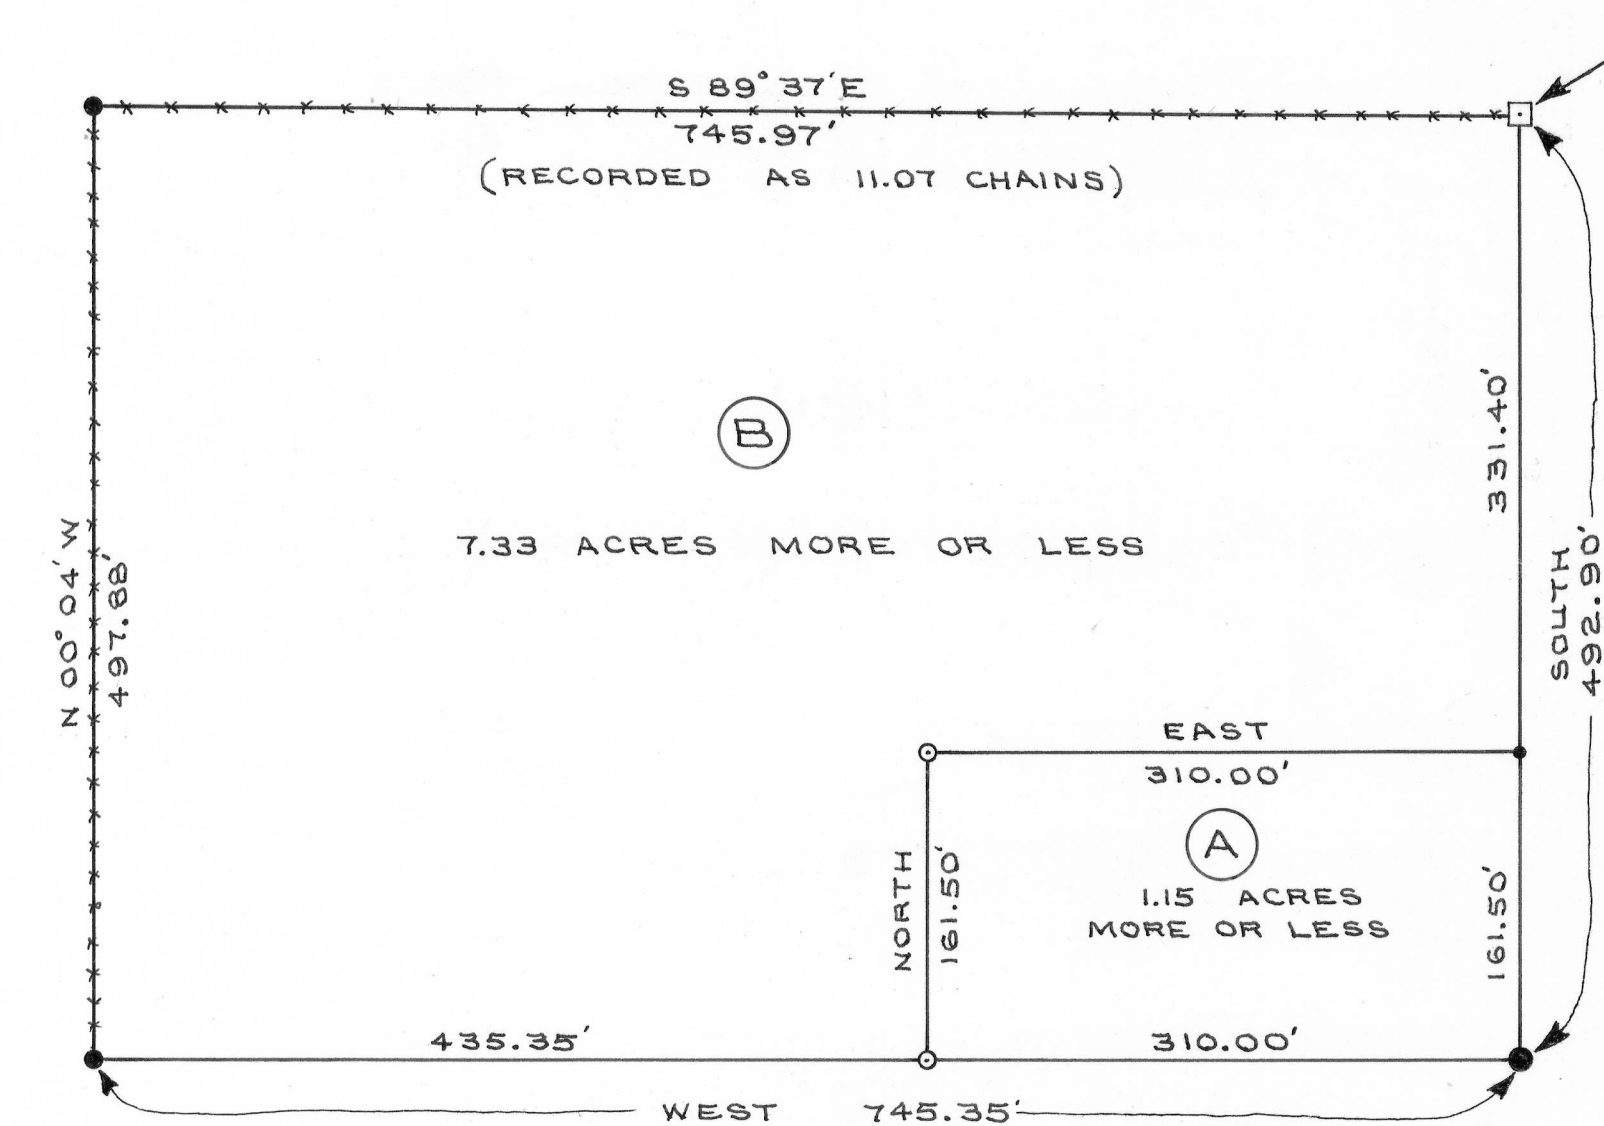 S 89° 37' E
745.97'
(RECORDED AS 11.07 CHAINS)
331.40'
B
7.33 ACRES MORE OR LESS
N 00° 04' W
497.88'
SOUTH
492.90'
EAST
310.00'
A
1.15 ACRES
MORE OR LESS
NORTH
161.50'
161.50'
435.35'
310.00'
WEST 745.35'